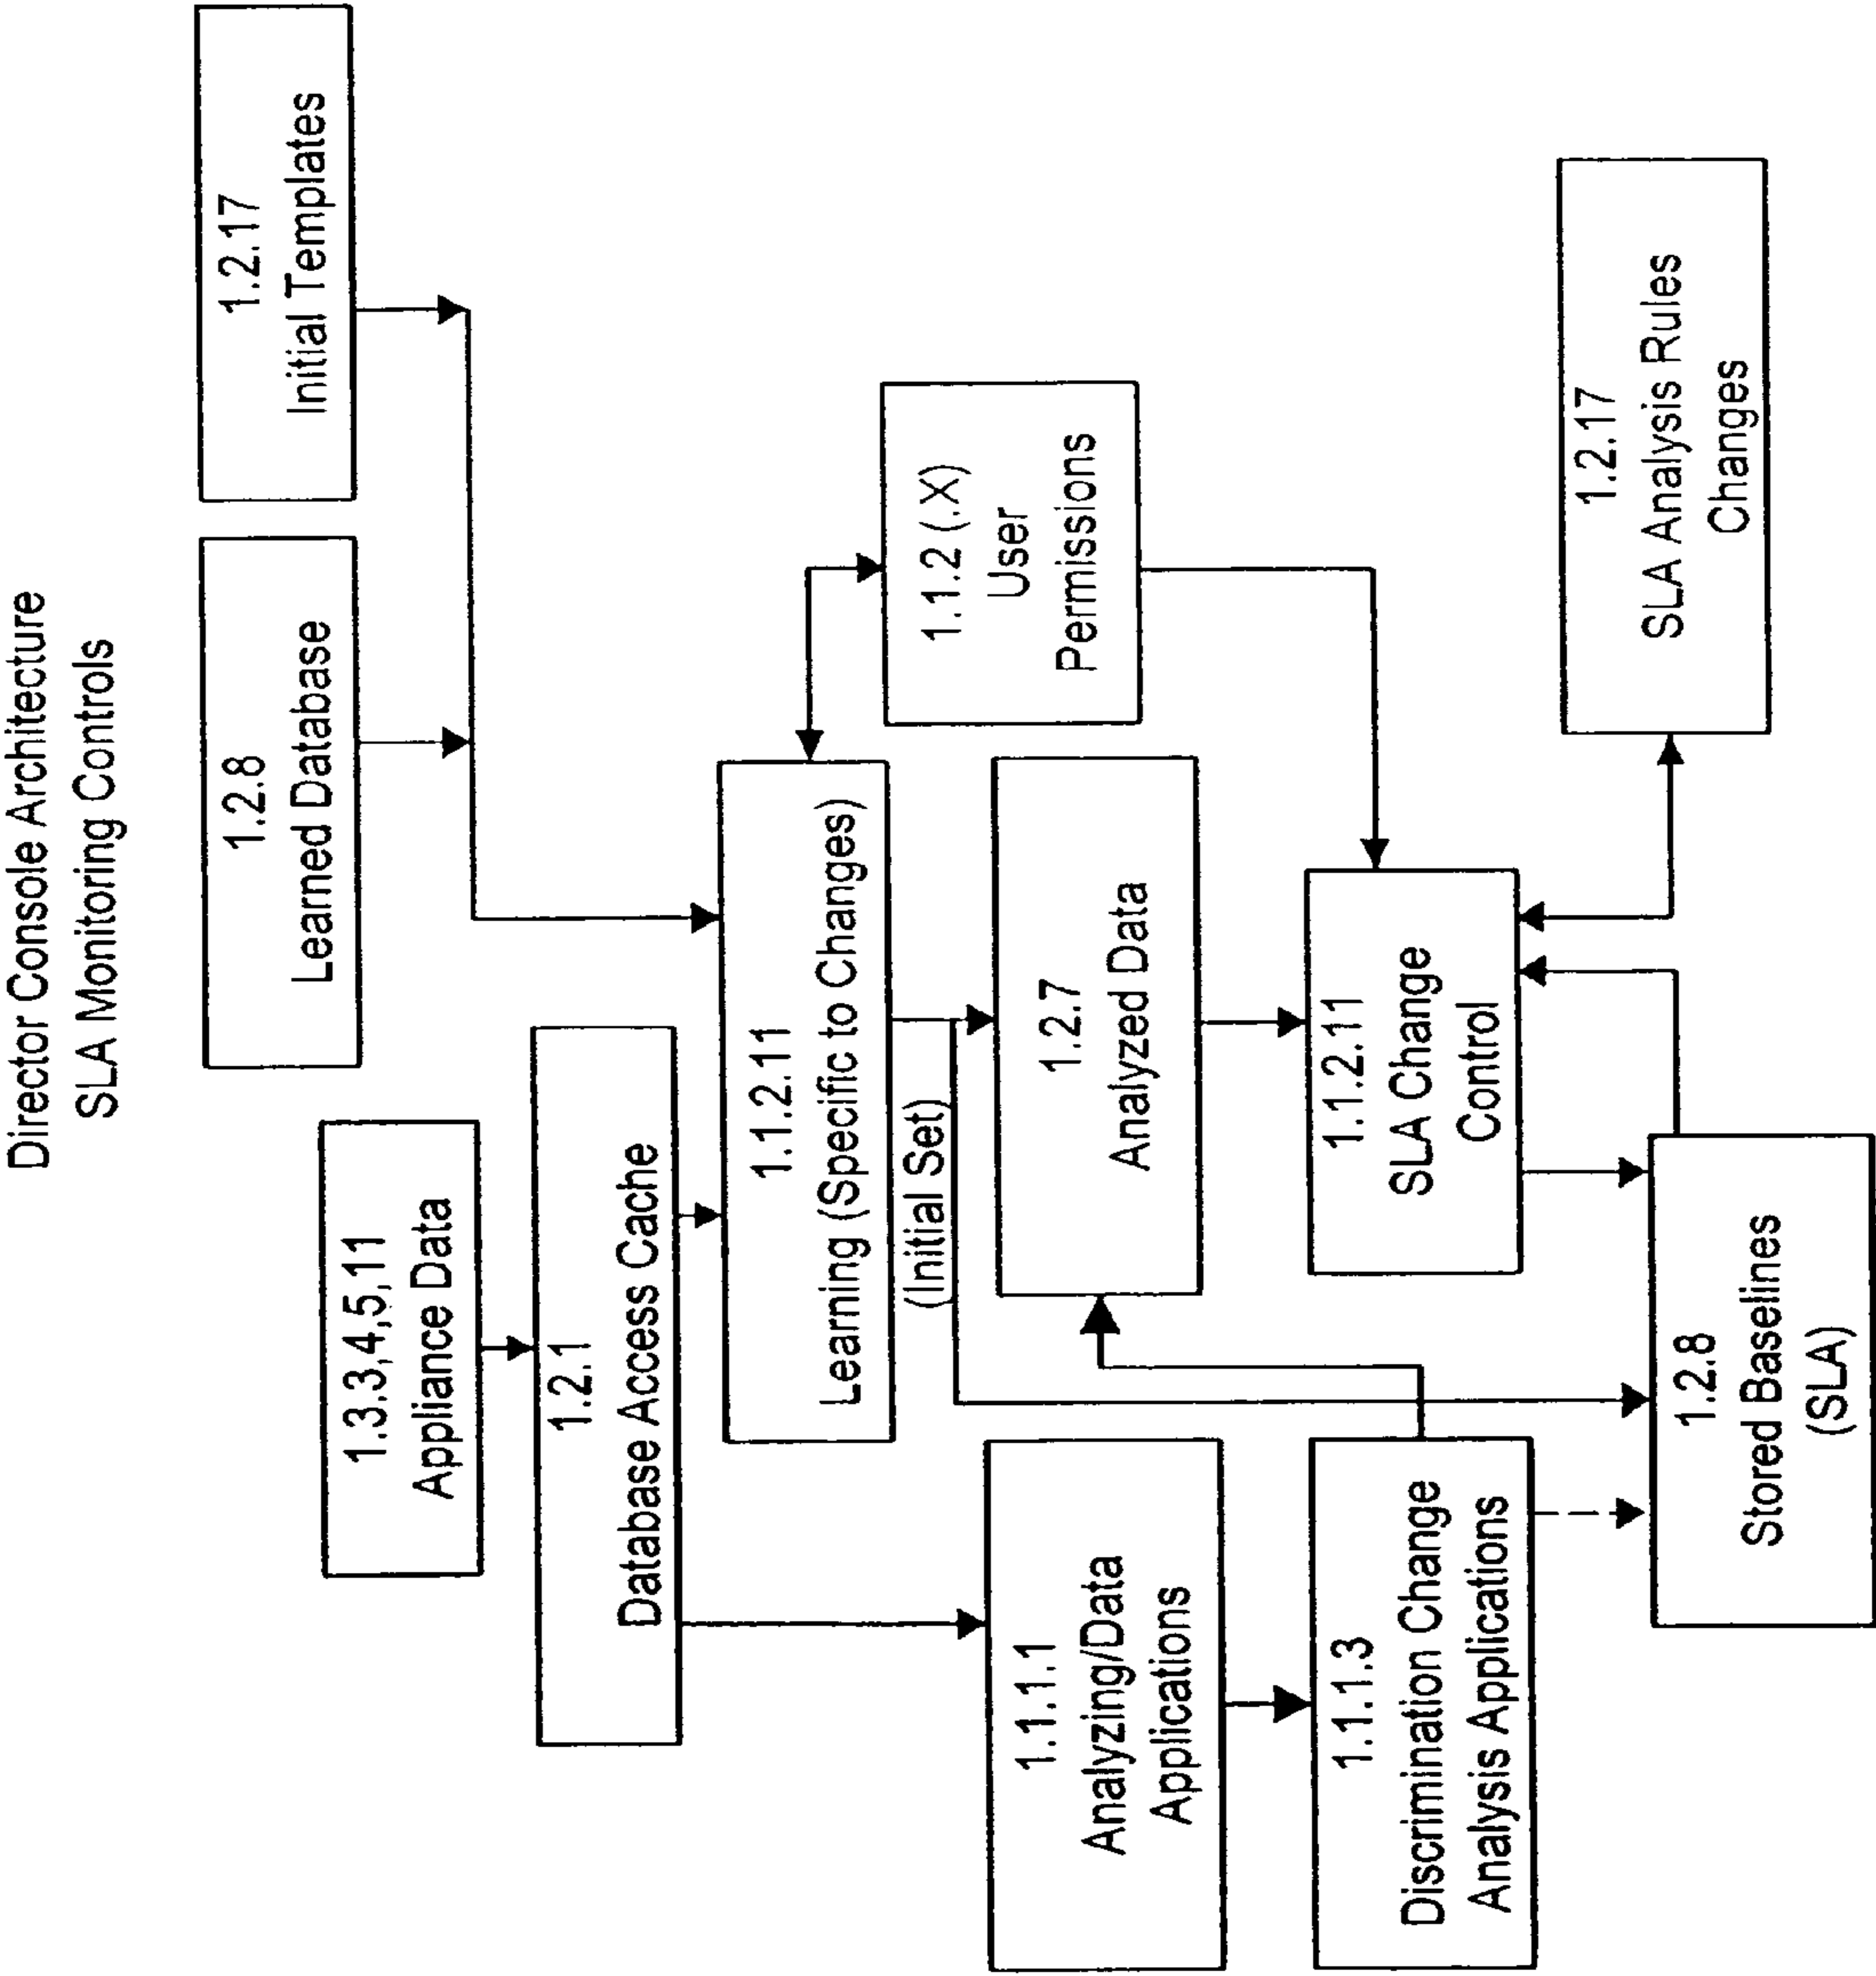 Director Console Architecture
SLA Monitoring Controls
1.3.3,4,5,11
Appliance Data
1.2.8
Learned Database
1.2.17
Initial Templates
1.2.1
Database Access Cache
1.1.2.11
Learning (Specific to Changes)
(Initial Set)
1.1.2 (.X)
User
Permissions
1.1.1.1
Analyzing/Data
Applications
1.2.7
Analyzed Data
1.1.1.3
Discrimination Change
Analysis Applications
1.1.2.11
SLA Change
Control
1.2.8
Stored Baselines
(SLA)
1.2.17
SLA Analysis Rules
Changes